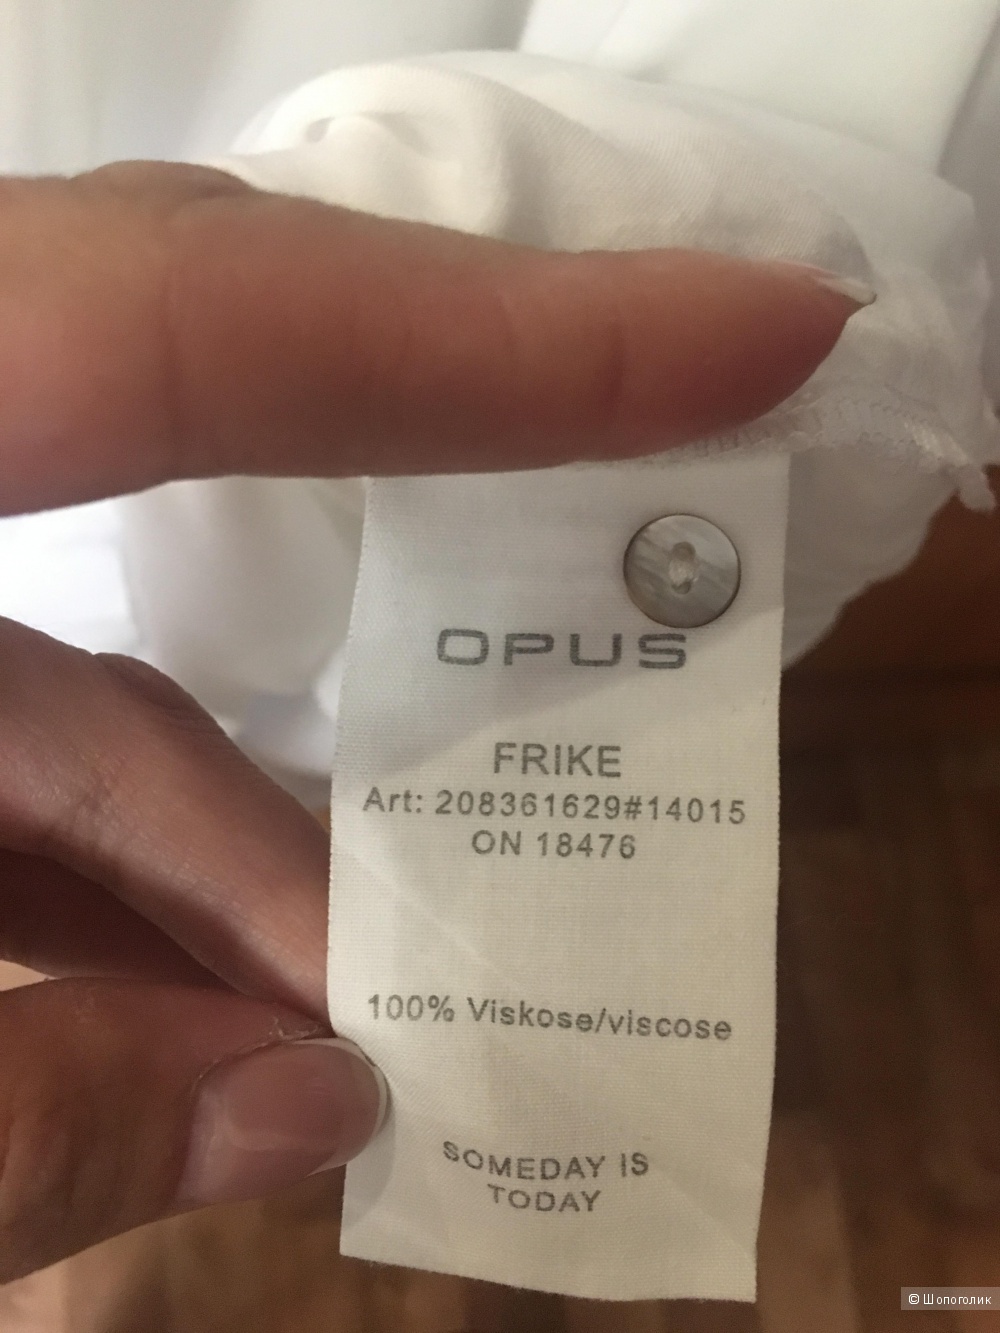 OPUS
FRIKE
Art: 208361629#14015
ON 18476
100% Viskose/viscose
SOMEDAY IS
TODAY
© Шопоголик